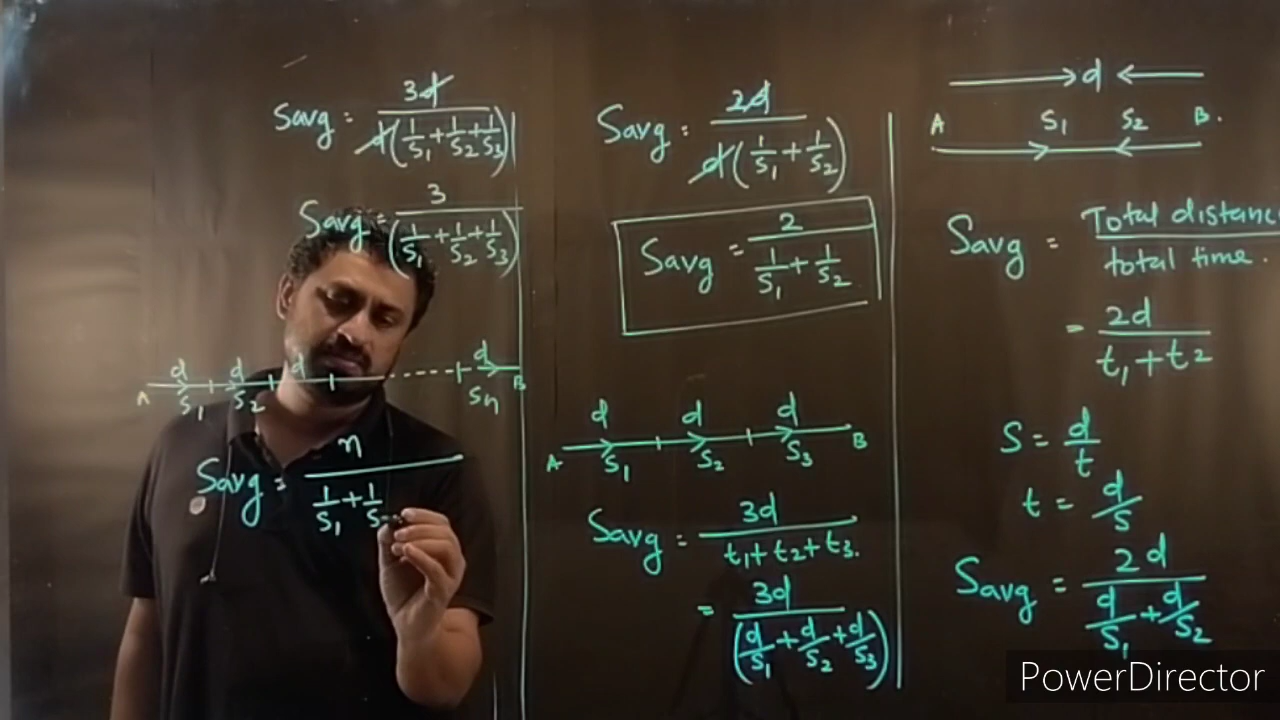 Savg = 3d / d(1/S₁ + 1/S₂ + 1/S₃)
Savg = 3 / (1/S₁ + 1/S₂ + 1/S₃)
d d d d
A S₁ S₂ Sn B
Savg = n / 1/S₁ + 1/S
Savg = 2d / d(1/S₁ + 1/S₂)
Savg = 2 / 1/S₁ + 1/S₂
d d d
A S₁ S₂ S₃ B
Savg = 3d / t₁ + t₂ + t₃.
= 3d / (d/S₁ + d/S₂ + d/S₃)
d
A S₁ S₂ B.
Savg = Total distanc / total time.
= 2d / t₁ + t₂
S = d/t
t = d/S
Savg = 2d / d/S₁ + d/S₂
PowerDirector